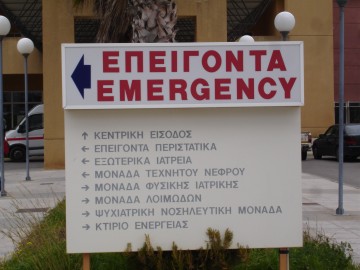 ΕΠΕΙΓΟΝΤΑ
EMERGENCY
↑ ΚΕΝΤΡΙΚΗ ΕΙΣΟΔΟΣ
← ΕΠΕΙΓΟΝΤΑ ΠΕΡΙΣΤΑΤΙΚΑ
← ΕΞΩΤΕΡΙΚΑ ΙΑΤΡΕΙΑ
← ΜΟΝΑΔΑ ΤΕΧΝΗΤΟΥ ΝΕΦΡΟΥ
→ ΜΟΝΑΔΑ ΦΥΣΙΚΗΣ ΙΑΤΡΙΚΗΣ
→ ΜΟΝΑΔΑ ΛΟΙΜΩΔΩΝ
→ ΨΥΧΙΑΤΡΙΚΗ ΝΟΣΗΛΕΥΤΙΚΗ ΜΟΝΑΔΑ
← ΚΤΙΡΙΟ ΕΝΕΡΓΕΙΑΣ